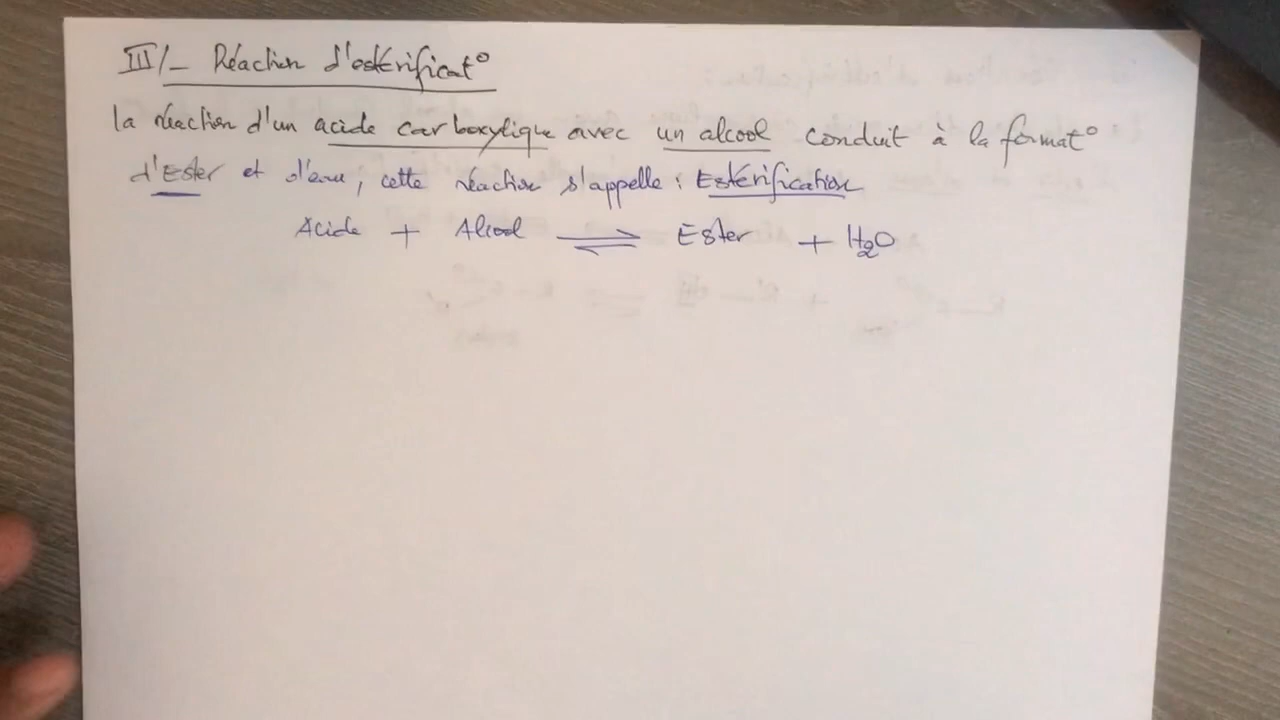 III/- Réaction d'estérificat°
la réaction d'un acide carboxylique avec un alcool conduit à la format°
d'Ester et d'eau, cette réaction s'appelle : Estérification
Acide + Alcool ⇌ Ester + H₂O